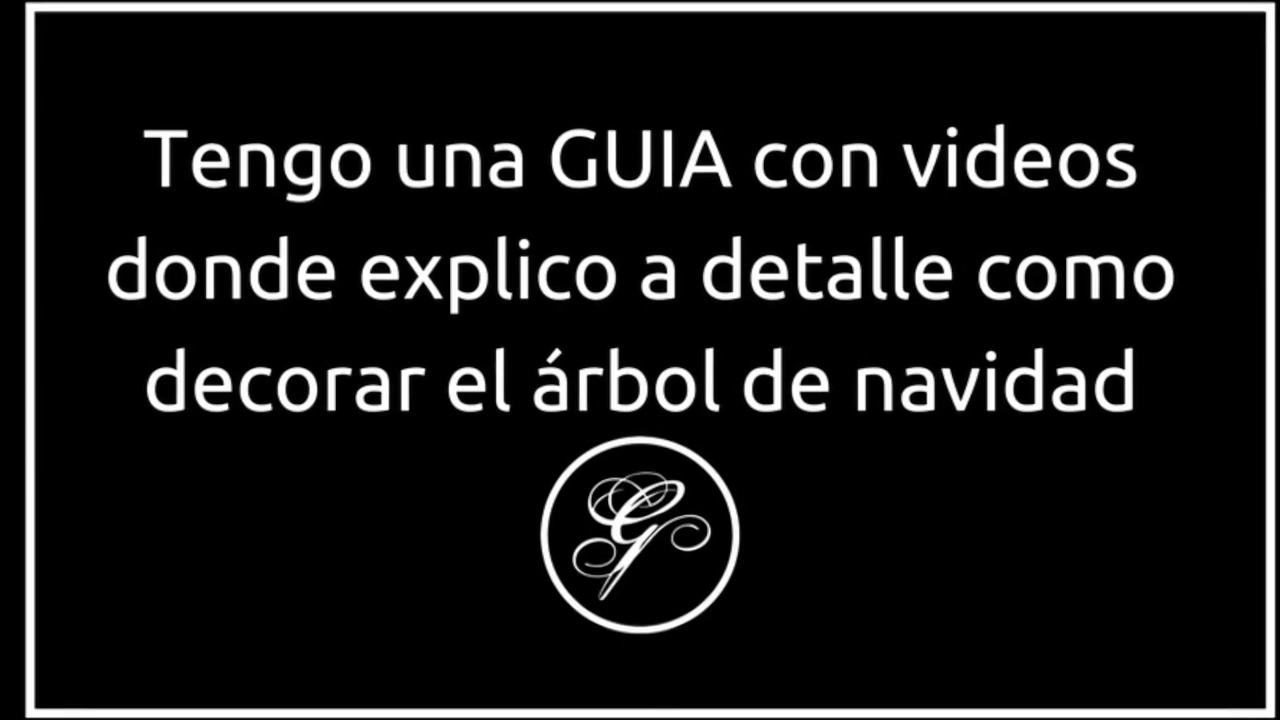 Tengo una GUIA con videos
donde explico a detalle como
decorar el árbol de navidad
G